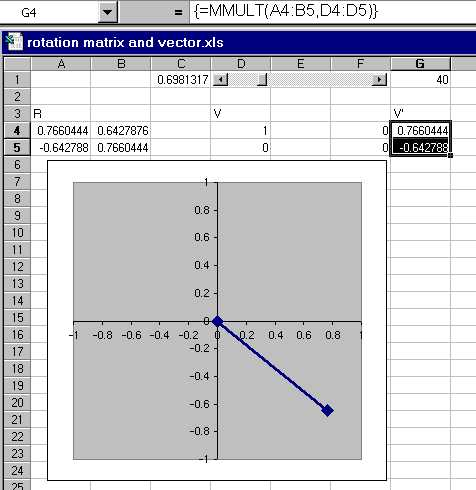 G4 = {=MMULT(A4:B5,D4:D5)}
rotation matrix and vector.xls
A B C D E F G
1 0.6981317 40
2
3 R V V'
4 0.7660444 0.6427876 1 0 0.7660444
5 -0.642788 0.7660444 0 0 -0.642788
6
7 1
8
9 0.8
10 0.6
11
12 0.4
13
14 0.2
15 0
16 -1 -0.8 -0.6 -0.4 -0.2 0 0.2 0.4 0.6 0.8 1
17 -0.2
18 -0.4
19
20 -0.6
21
22 -0.8
23 -1
24
25